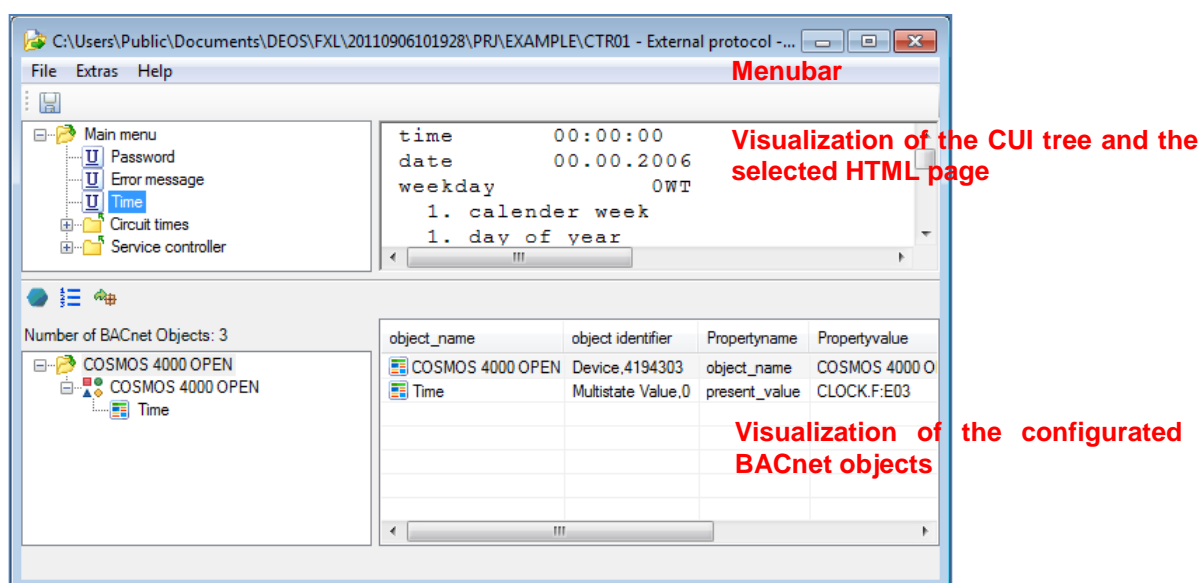 C:\Users\Public\Documents\DEOS\FXL\20110906101928\PRJ\EXAMPLE\CTR01 - External protocol -...
File Extras Help
Menubar
Main menu
Password
Error message
Time
Circuit times
Service controller
time 00:00:00
date 00.00.2006
weekday 0WT
1. calender week
1. day of year
Visualization of the CUI tree and the
selected HTML page
Number of BACnet Objects: 3
COSMOS 4000 OPEN
COSMOS 4000 OPEN
Time
object_name object identifier Propertyname Propertyvalue
COSMOS 4000 OPEN Device,4194303 object_name COSMOS 4000 O
Time Multistate Value,0 present_value CLOCK.F:E03
Visualization of the configurated
BACnet objects